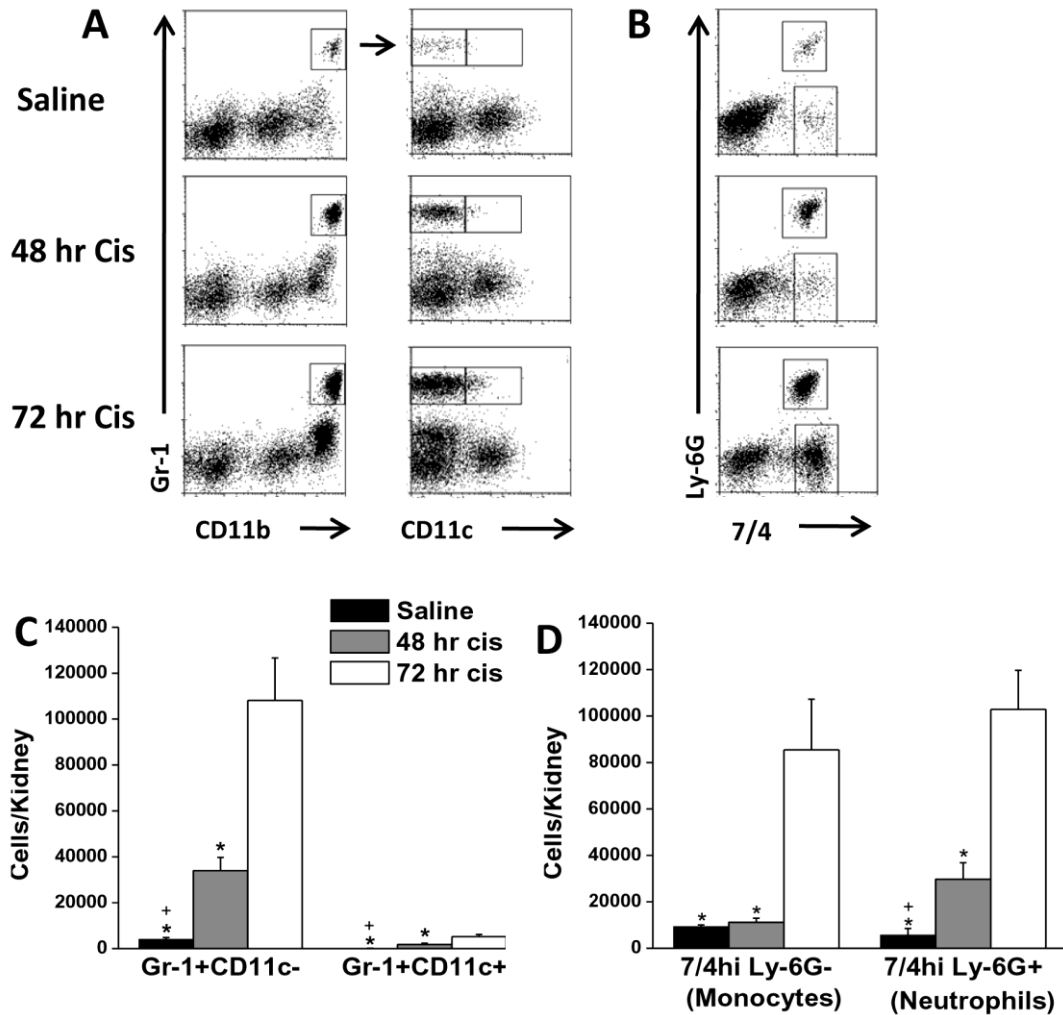 A
B
Saline
48 hr Cis
72 hr Cis
Gr-1
CD11b
CD11c
Ly-6G
7/4
C
Saline
48 hr cis
72 hr cis
Cells/Kidney
140000
120000
100000
80000
60000
40000
20000
0
+
*
*
+
*
*
Gr-1+CD11c-
Gr-1+CD11c+
D
Cells/Kidney
140000
120000
100000
80000
60000
40000
20000
0
*
*
+
*
*
7/4hi Ly-6G-
(Monocytes)
7/4hi Ly-6G+
(Neutrophils)